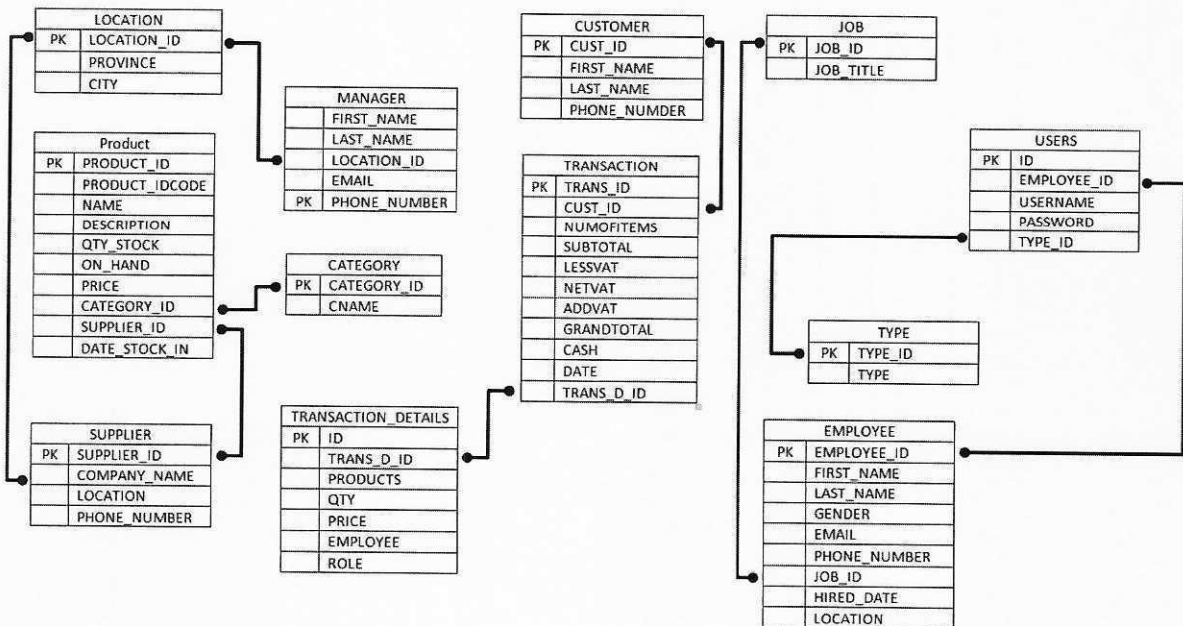 LOCATION
PK LOCATION_ID
PROVINCE
CITY
MANAGER
FIRST_NAME
LAST_NAME
LOCATION_ID
EMAIL
PK PHONE_NUMBER
Product
PK PRODUCT_ID
PRODUCT_IDCODE
NAME
DESCRIPTION
QTY_STOCK
ON_HAND
PRICE
CATEGORY_ID
SUPPLIER_ID
DATE_STOCK_IN
CATEGORY
PK CATEGORY_ID
CNAME
SUPPLIER
PK SUPPLIER_ID
COMPANY_NAME
LOCATION
PHONE_NUMBER
TRANSACTION_DETAILS
PK ID
TRANS_D_ID
PRODUCTS
QTY
PRICE
EMPLOYEE
ROLE
CUSTOMER
PK CUST_ID
FIRST_NAME
LAST_NAME
PHONE_NUMDER
TRANSACTION
PK TRANS_ID
CUST_ID
NUMOFITEMS
SUBTOTAL
LESSVAT
NETVAT
ADDVAT
GRANDTOTAL
CASH
DATE
TRANS_D_ID
JOB
PK JOB_ID
JOB_TITLE
USERS
PK ID
EMPLOYEE_ID
USERNAME
PASSWORD
TYPE_ID
TYPE
PK TYPE_ID
TYPE
EMPLOYEE
PK EMPLOYEE_ID
FIRST_NAME
LAST_NAME
GENDER
EMAIL
PHONE_NUMBER
JOB_ID
HIRED_DATE
LOCATION